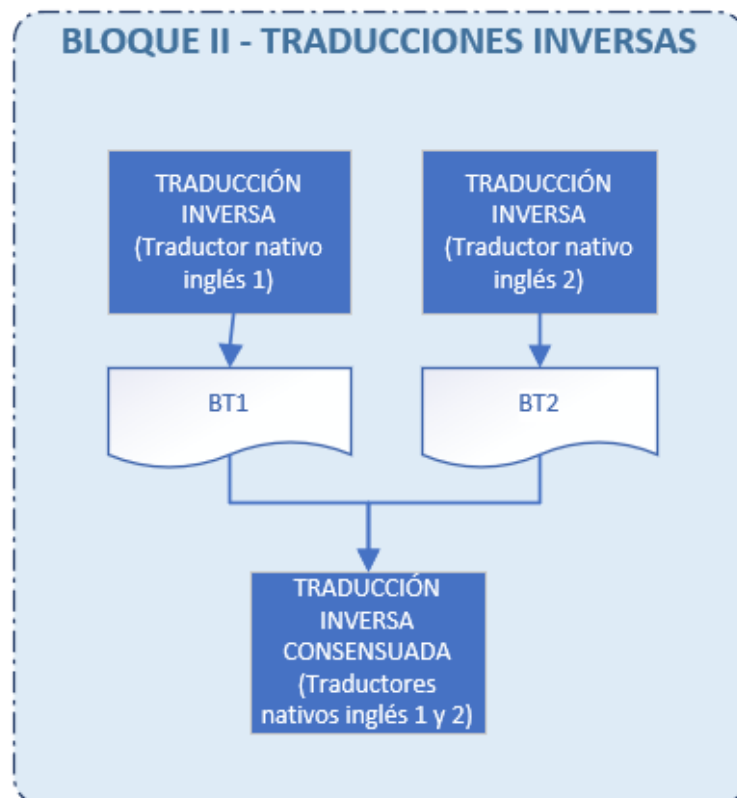 BLOQUE II - TRADUCCIONES INVERSAS
TRADUCCIÓN
INVERSA
(Traductor nativo
inglés 1)
TRADUCCIÓN
INVERSA
(Traductor nativo
inglés 2)
BT1
BT2
TRADUCCIÓN
INVERSA
CONSENSUADA
(Traductores
nativos inglés 1 y 2)